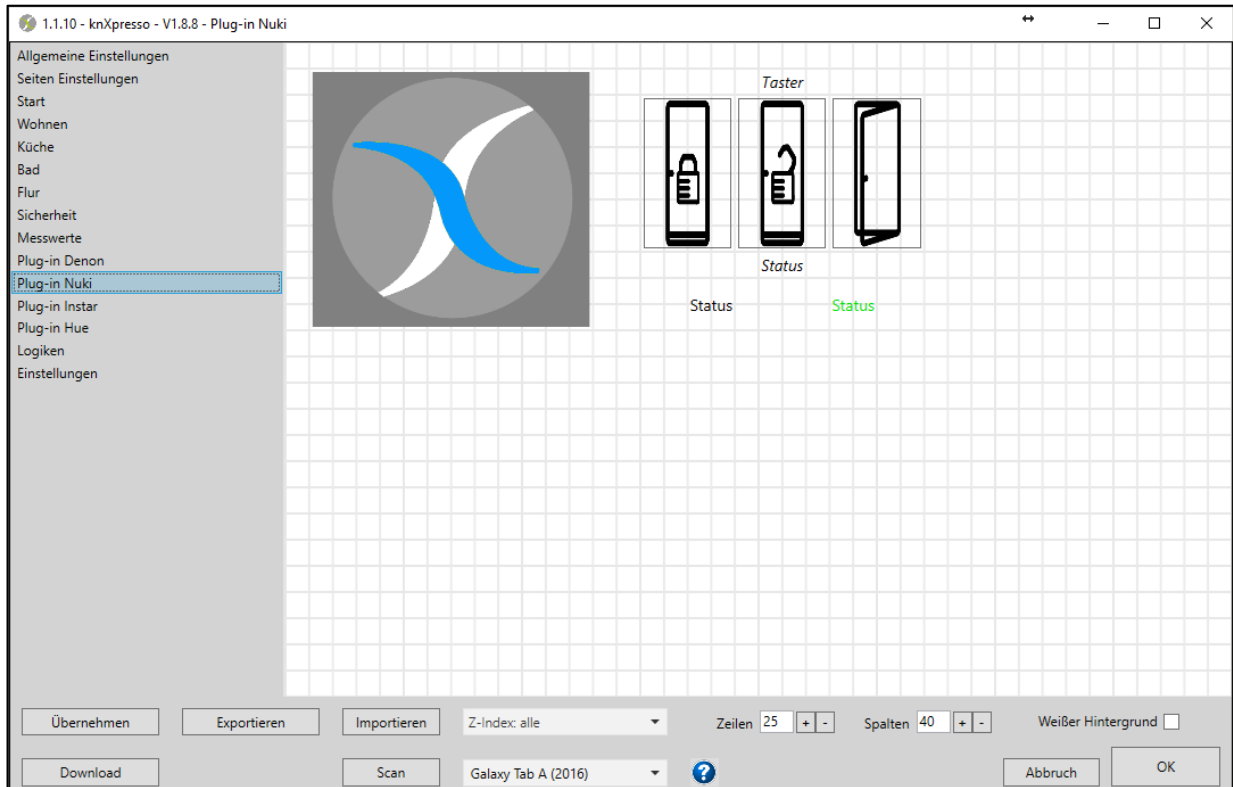 1.1.10 - knXpresso - V1.8.8 - Plug-in Nuki
Allgemeine Einstellungen
Seiten Einstellungen
Start
Wohnen
Küche
Bad
Flur
Sicherheit
Messwerte
Plug-in Denon
Plug-in Nuki
Plug-in Instar
Plug-in Hue
Logiken
Einstellungen
Taster
Status
Status Status
Übernehmen Exportieren Importieren Z-Index: alle Zeilen 25 + - Spalten 40 + - Weißer Hintergrund
Download Scan Galaxy Tab A (2016) ? Abbruch OK